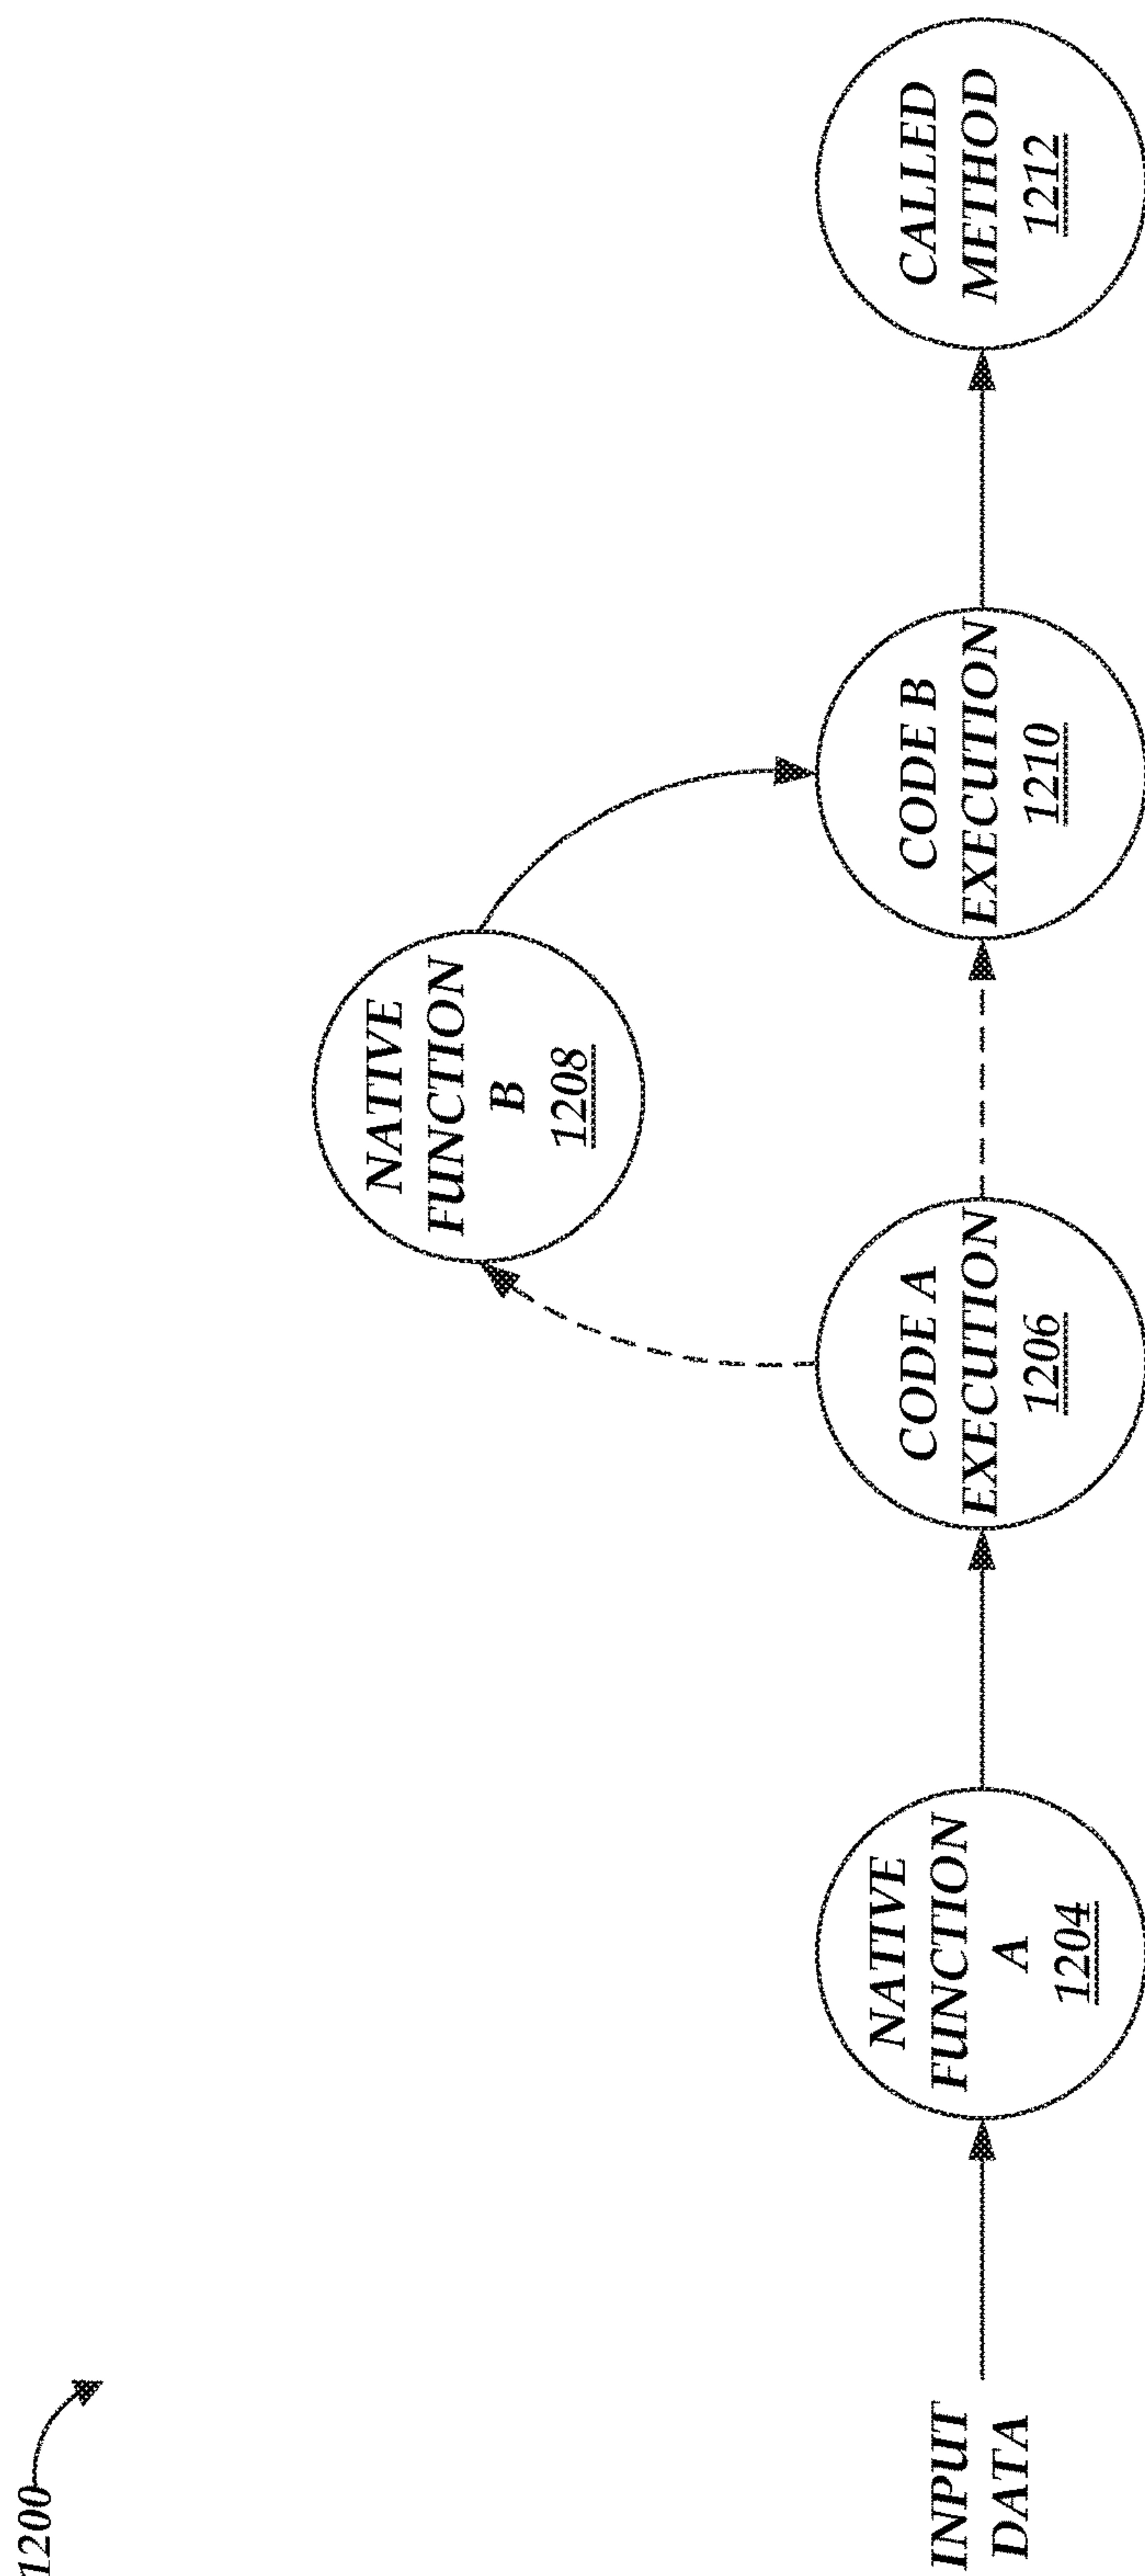 1200
NATIVE
FUNCTION
B
1208
INPUT
DATA
NATIVE
FUNCTION
A
1204
CODE A
EXECUTION
1206
CODE B
EXECUTION
1210
CALLED
METHOD
1212